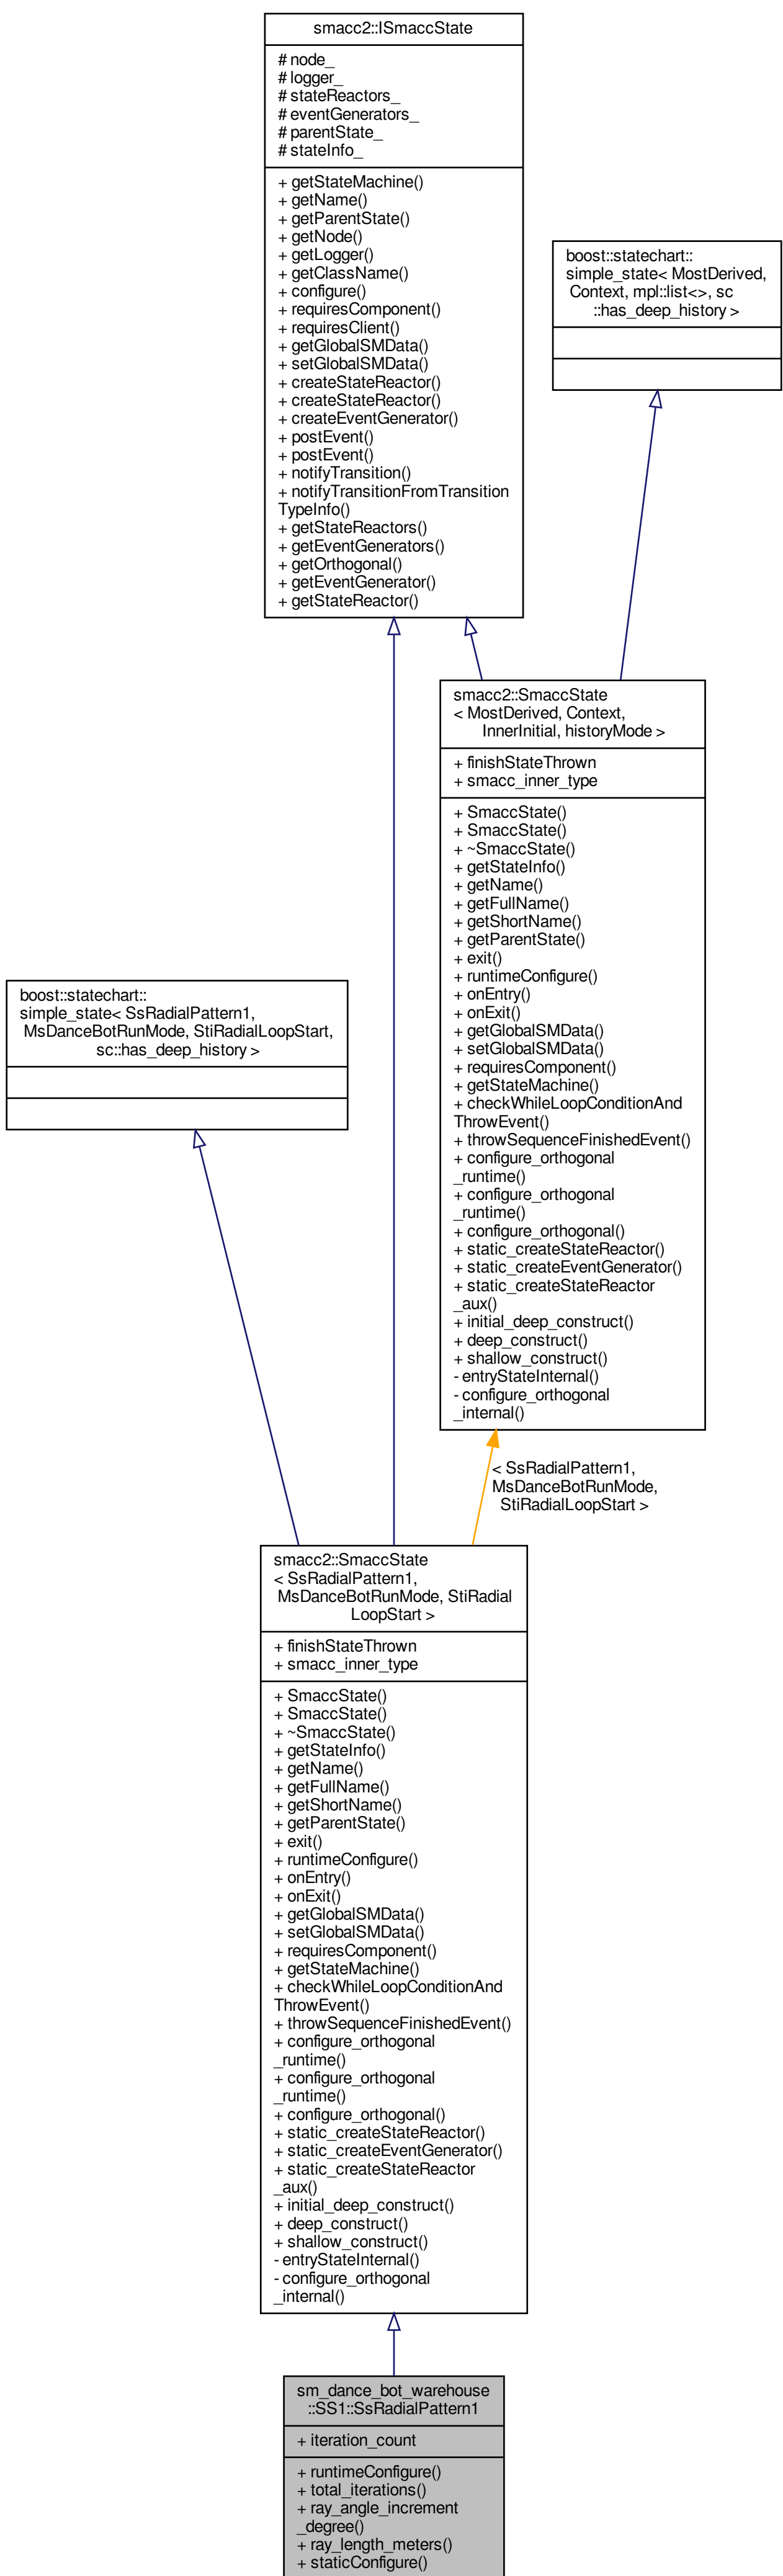 smacc2::ISmaccState
# node_
# logger_
# stateReactors_
# eventGenerators_
# parentState_
# stateInfo_
+ getStateMachine()
+ getName()
+ getParentState()
+ getNode()
+ getLogger()
+ getClassName()
+ configure()
+ requiresComponent()
+ requiresClient()
+ getGlobalSMData()
+ setGlobalSMData()
+ createStateReactor()
+ createStateReactor()
+ createEventGenerator()
+ postEvent()
+ postEvent()
+ notifyTransition()
+ notifyTransitionFromTransition
TypeInfo()
+ getStateReactors()
+ getEventGenerators()
+ getOrthogonal()
+ getEventGenerator()
+ getStateReactor()
boost::statechart::
simple_state< MostDerived,
Context, mpl::list<>, sc
::has_deep_history >
smacc2::SmaccState
< MostDerived, Context,
InnerInitial, historyMode >
+ finishStateThrown
+ smacc_inner_type
+ SmaccState()
+ SmaccState()
+ ~SmaccState()
+ getStateInfo()
+ getName()
+ getFullName()
+ getShortName()
+ getParentState()
+ exit()
+ runtimeConfigure()
+ onEntry()
+ onExit()
+ getGlobalSMData()
+ setGlobalSMData()
+ requiresComponent()
+ getStateMachine()
+ checkWhileLoopConditionAnd
ThrowEvent()
+ throwSequenceFinishedEvent()
+ configure_orthogonal
_runtime()
+ configure_orthogonal
_runtime()
+ configure_orthogonal()
+ static_createStateReactor()
+ static_createEventGenerator()
+ static_createStateReactor
_aux()
+ initial_deep_construct()
+ deep_construct()
+ shallow_construct()
- entryStateInternal()
- configure_orthogonal
_internal()
boost::statechart::
simple_state< SsRadialPattern1,
MsDanceBotRunMode, StiRadialLoopStart,
sc::has_deep_history >
< SsRadialPattern1,
MsDanceBotRunMode,
StiRadialLoopStart >
smacc2::SmaccState
< SsRadialPattern1,
MsDanceBotRunMode, StiRadial
LoopStart >
+ finishStateThrown
+ smacc_inner_type
+ SmaccState()
+ SmaccState()
+ ~SmaccState()
+ getStateInfo()
+ getName()
+ getFullName()
+ getShortName()
+ getParentState()
+ exit()
+ runtimeConfigure()
+ onEntry()
+ onExit()
+ getGlobalSMData()
+ setGlobalSMData()
+ requiresComponent()
+ getStateMachine()
+ checkWhileLoopConditionAnd
ThrowEvent()
+ throwSequenceFinishedEvent()
+ configure_orthogonal
_runtime()
+ configure_orthogonal
_runtime()
+ configure_orthogonal()
+ static_createStateReactor()
+ static_createEventGenerator()
+ static_createStateReactor
_aux()
+ initial_deep_construct()
+ deep_construct()
+ shallow_construct()
- entryStateInternal()
- configure_orthogonal
_internal()
sm_dance_bot_warehouse
::SS1::SsRadialPattern1
+ iteration_count
+ runtimeConfigure()
+ total_iterations()
+ ray_angle_increment
_degree()
+ ray_length_meters()
+ staticConfigure()